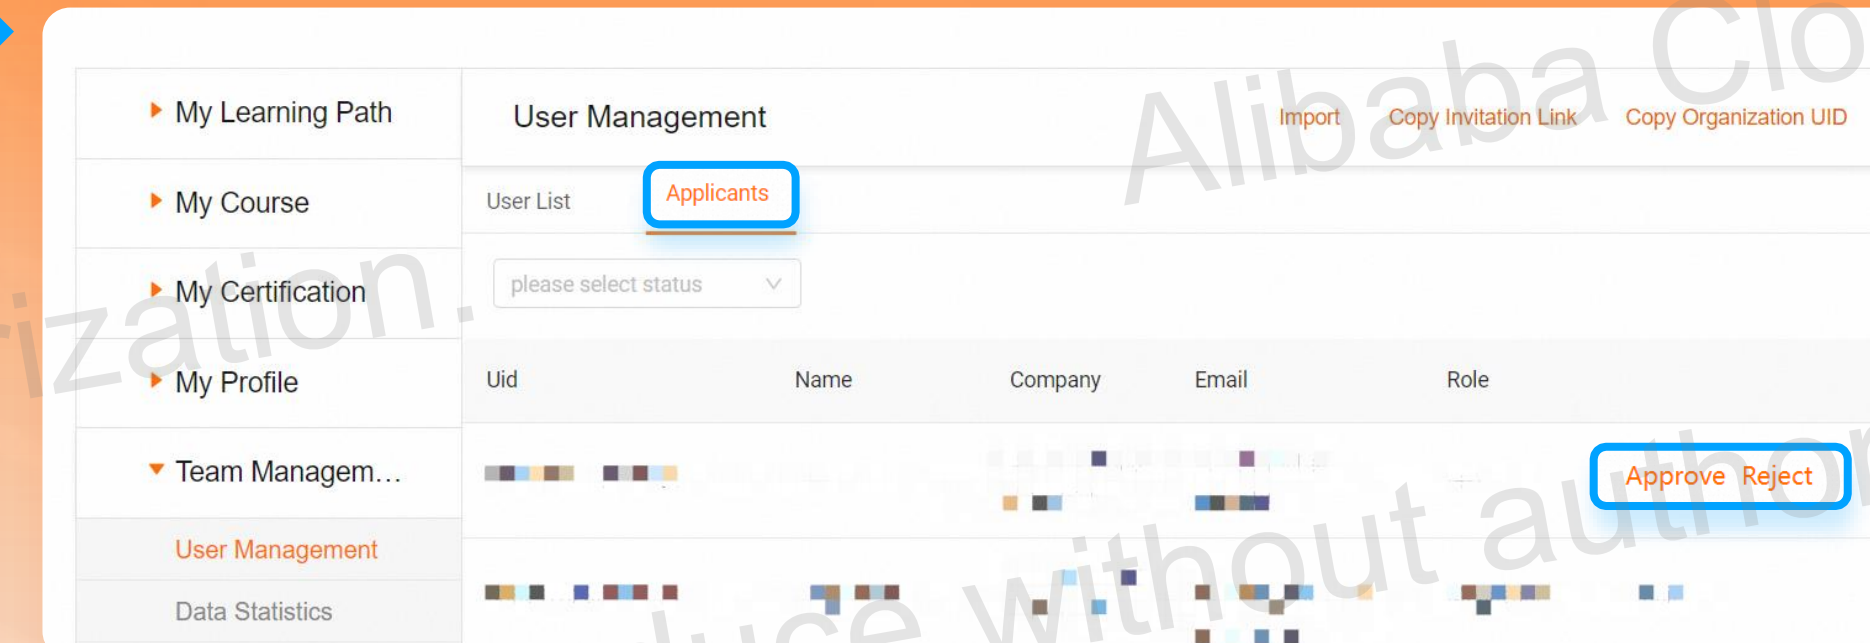 My Learning Path
My Course
My Certification
My Profile
Team Managem...
User Management
Data Statistics
User Management
Import Copy Invitation Link Copy Organization UID
User List Applicants
please select status
Uid Name Company Email Role
Approve Reject
Alibaba Clo
ization.
uce without author